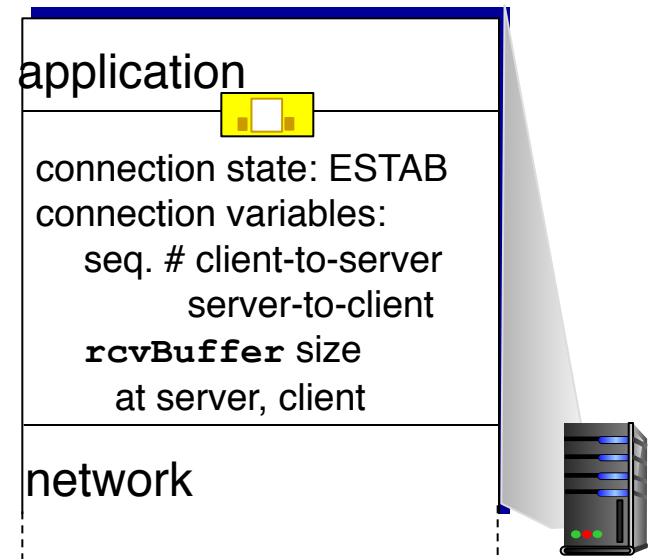 application
connection state: ESTAB
connection variables:
seq. # client-to-server
server-to-client
rcvBuffer size
at server, client
network